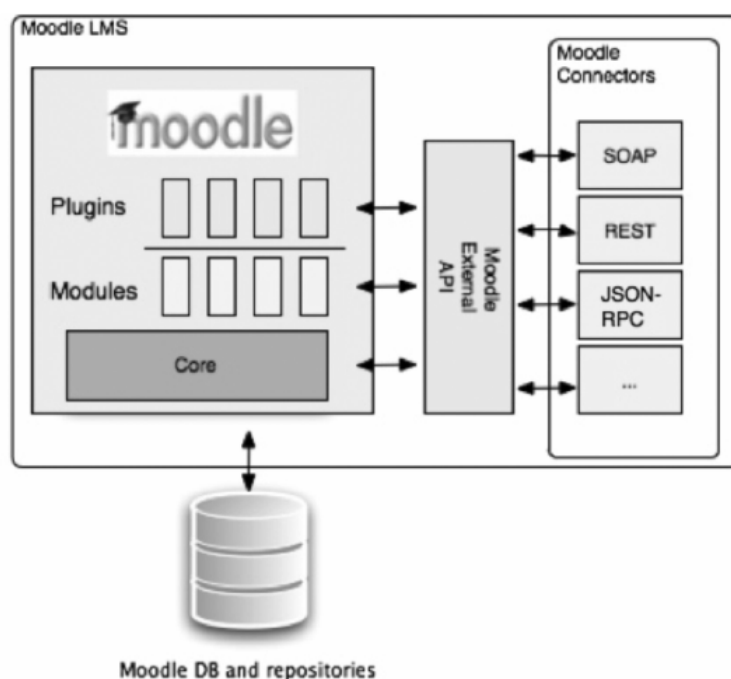 Moodle LMS
moodle
Plugins
Modules
Core
Moodle
External
API
Moodle
Connectors
SOAP
REST
JSON-
RPC
...
Moodle DB and repositories